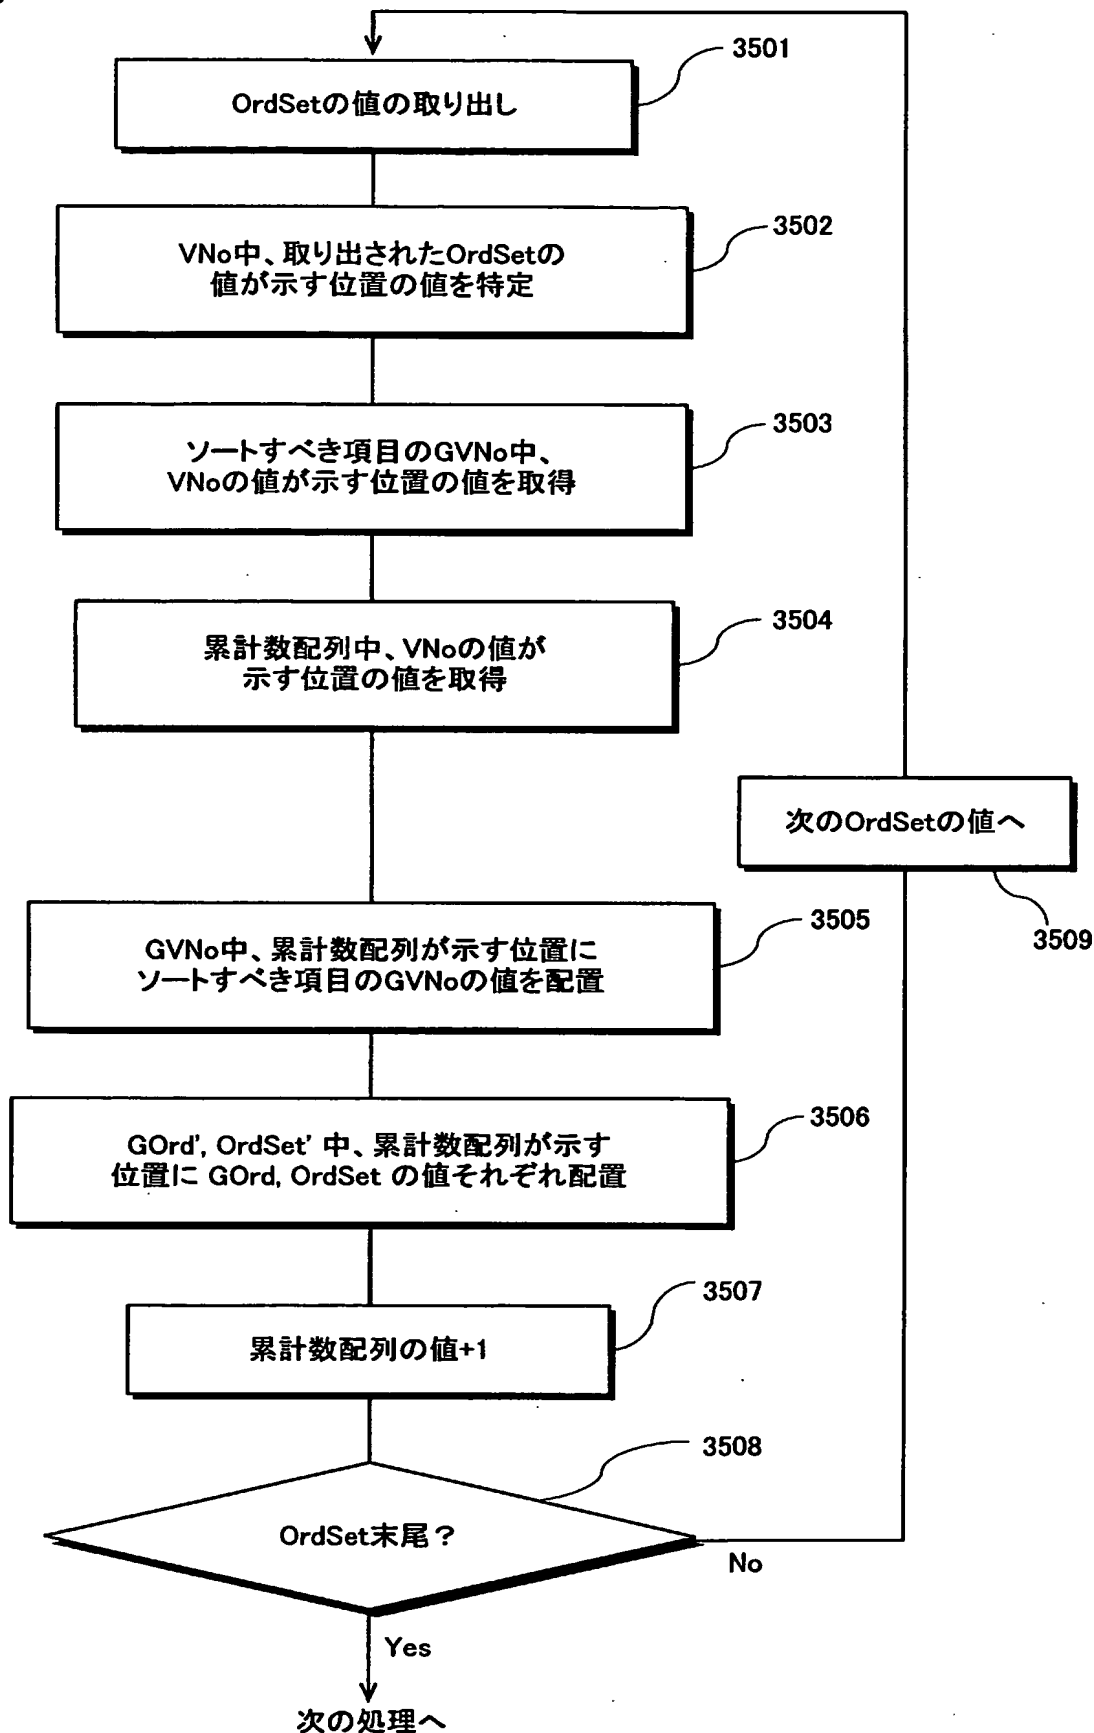 3501
OrdSetの値の取り出し
3502
VNo中、取り出されたOrdSetの
値が示す位置の値を特定
3503
ソートすべき項目のGVNo中、
VNoの値が示す位置の値を取得
3504
累計数配列中、VNoの値が
示す位置の値を取得
次のOrdSetの値へ
3509
3505
GVNo中、累計数配列が示す位置に
ソートすべき項目のGVNoの値を配置
3506
GOrd', OrdSet' 中、累計数配列が示す
位置に GOrd, OrdSet の値それぞれ配置
3507
累計数配列の値+1
3508
OrdSet末尾?
No
Yes
次の処理へ